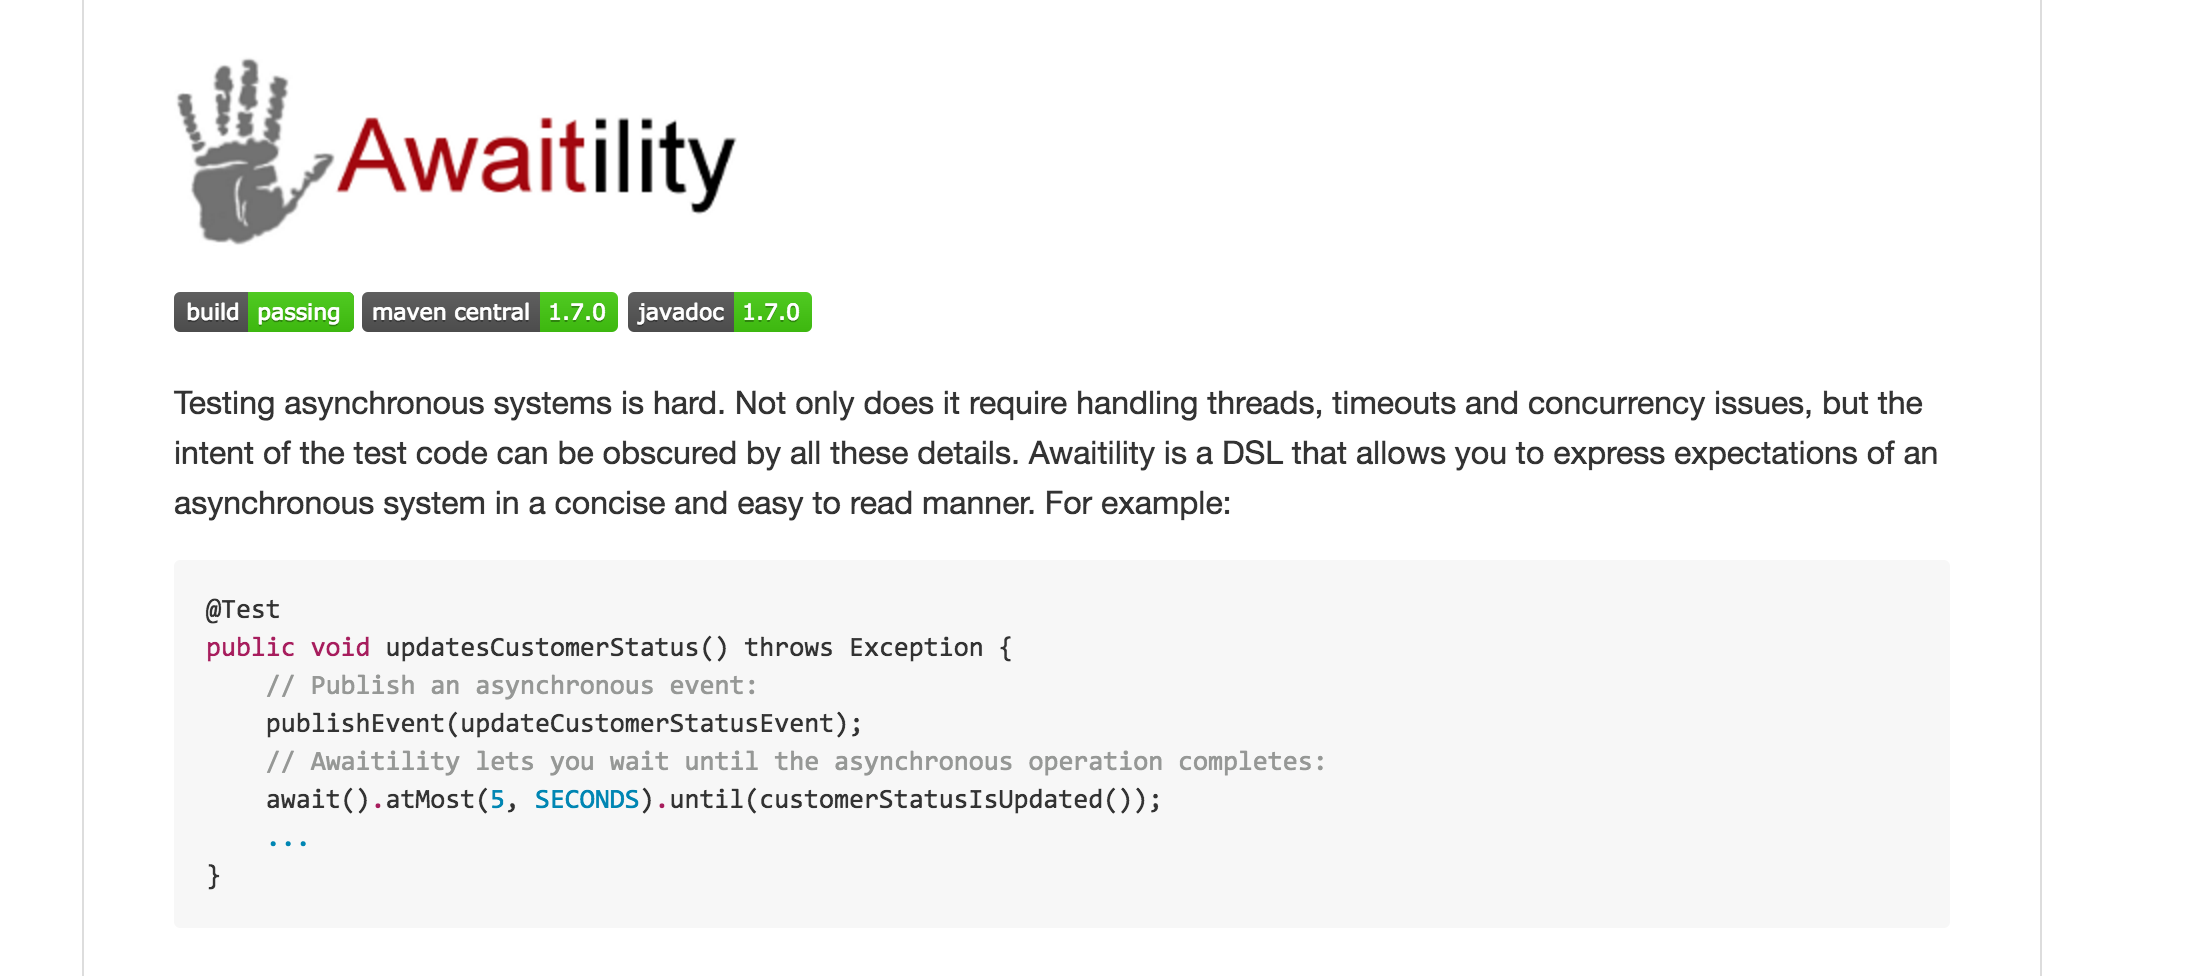 Awaitility
build passing maven central 1.7.0 javadoc 1.7.0
Testing asynchronous systems is hard. Not only does it require handling threads, timeouts and concurrency issues, but the
intent of the test code can be obscured by all these details. Awaitility is a DSL that allows you to express expectations of an
asynchronous system in a concise and easy to read manner. For example:
@Test
public void updatesCustomerStatus() throws Exception {
    // Publish an asynchronous event:
    publishEvent(updateCustomerStatusEvent);
    // Awaitility lets you wait until the asynchronous operation completes:
    await().atMost(5, SECONDS).until(customerStatusIsUpdated());
    ...
}